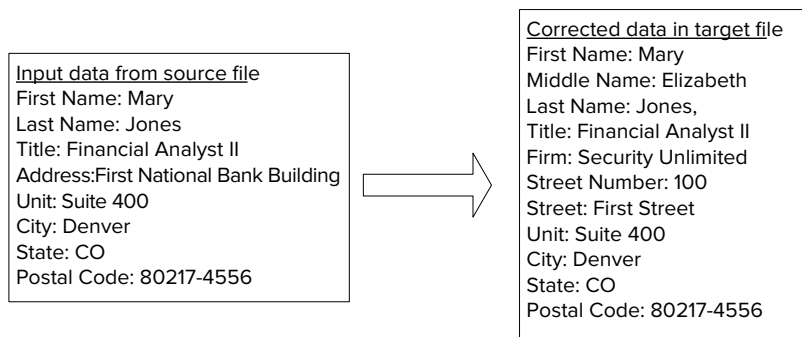 Input data from source file
First Name: Mary
Last Name: Jones
Title: Financial Analyst II
Address:First National Bank Building
Unit: Suite 400
City: Denver
State: CO
Postal Code: 80217-4556
Corrected data in target file
First Name: Mary
Middle Name: Elizabeth
Last Name: Jones,
Title: Financial Analyst II
Firm: Security Unlimited
Street Number: 100
Street: First Street
Unit: Suite 400
City: Denver
State: CO
Postal Code: 80217-4556